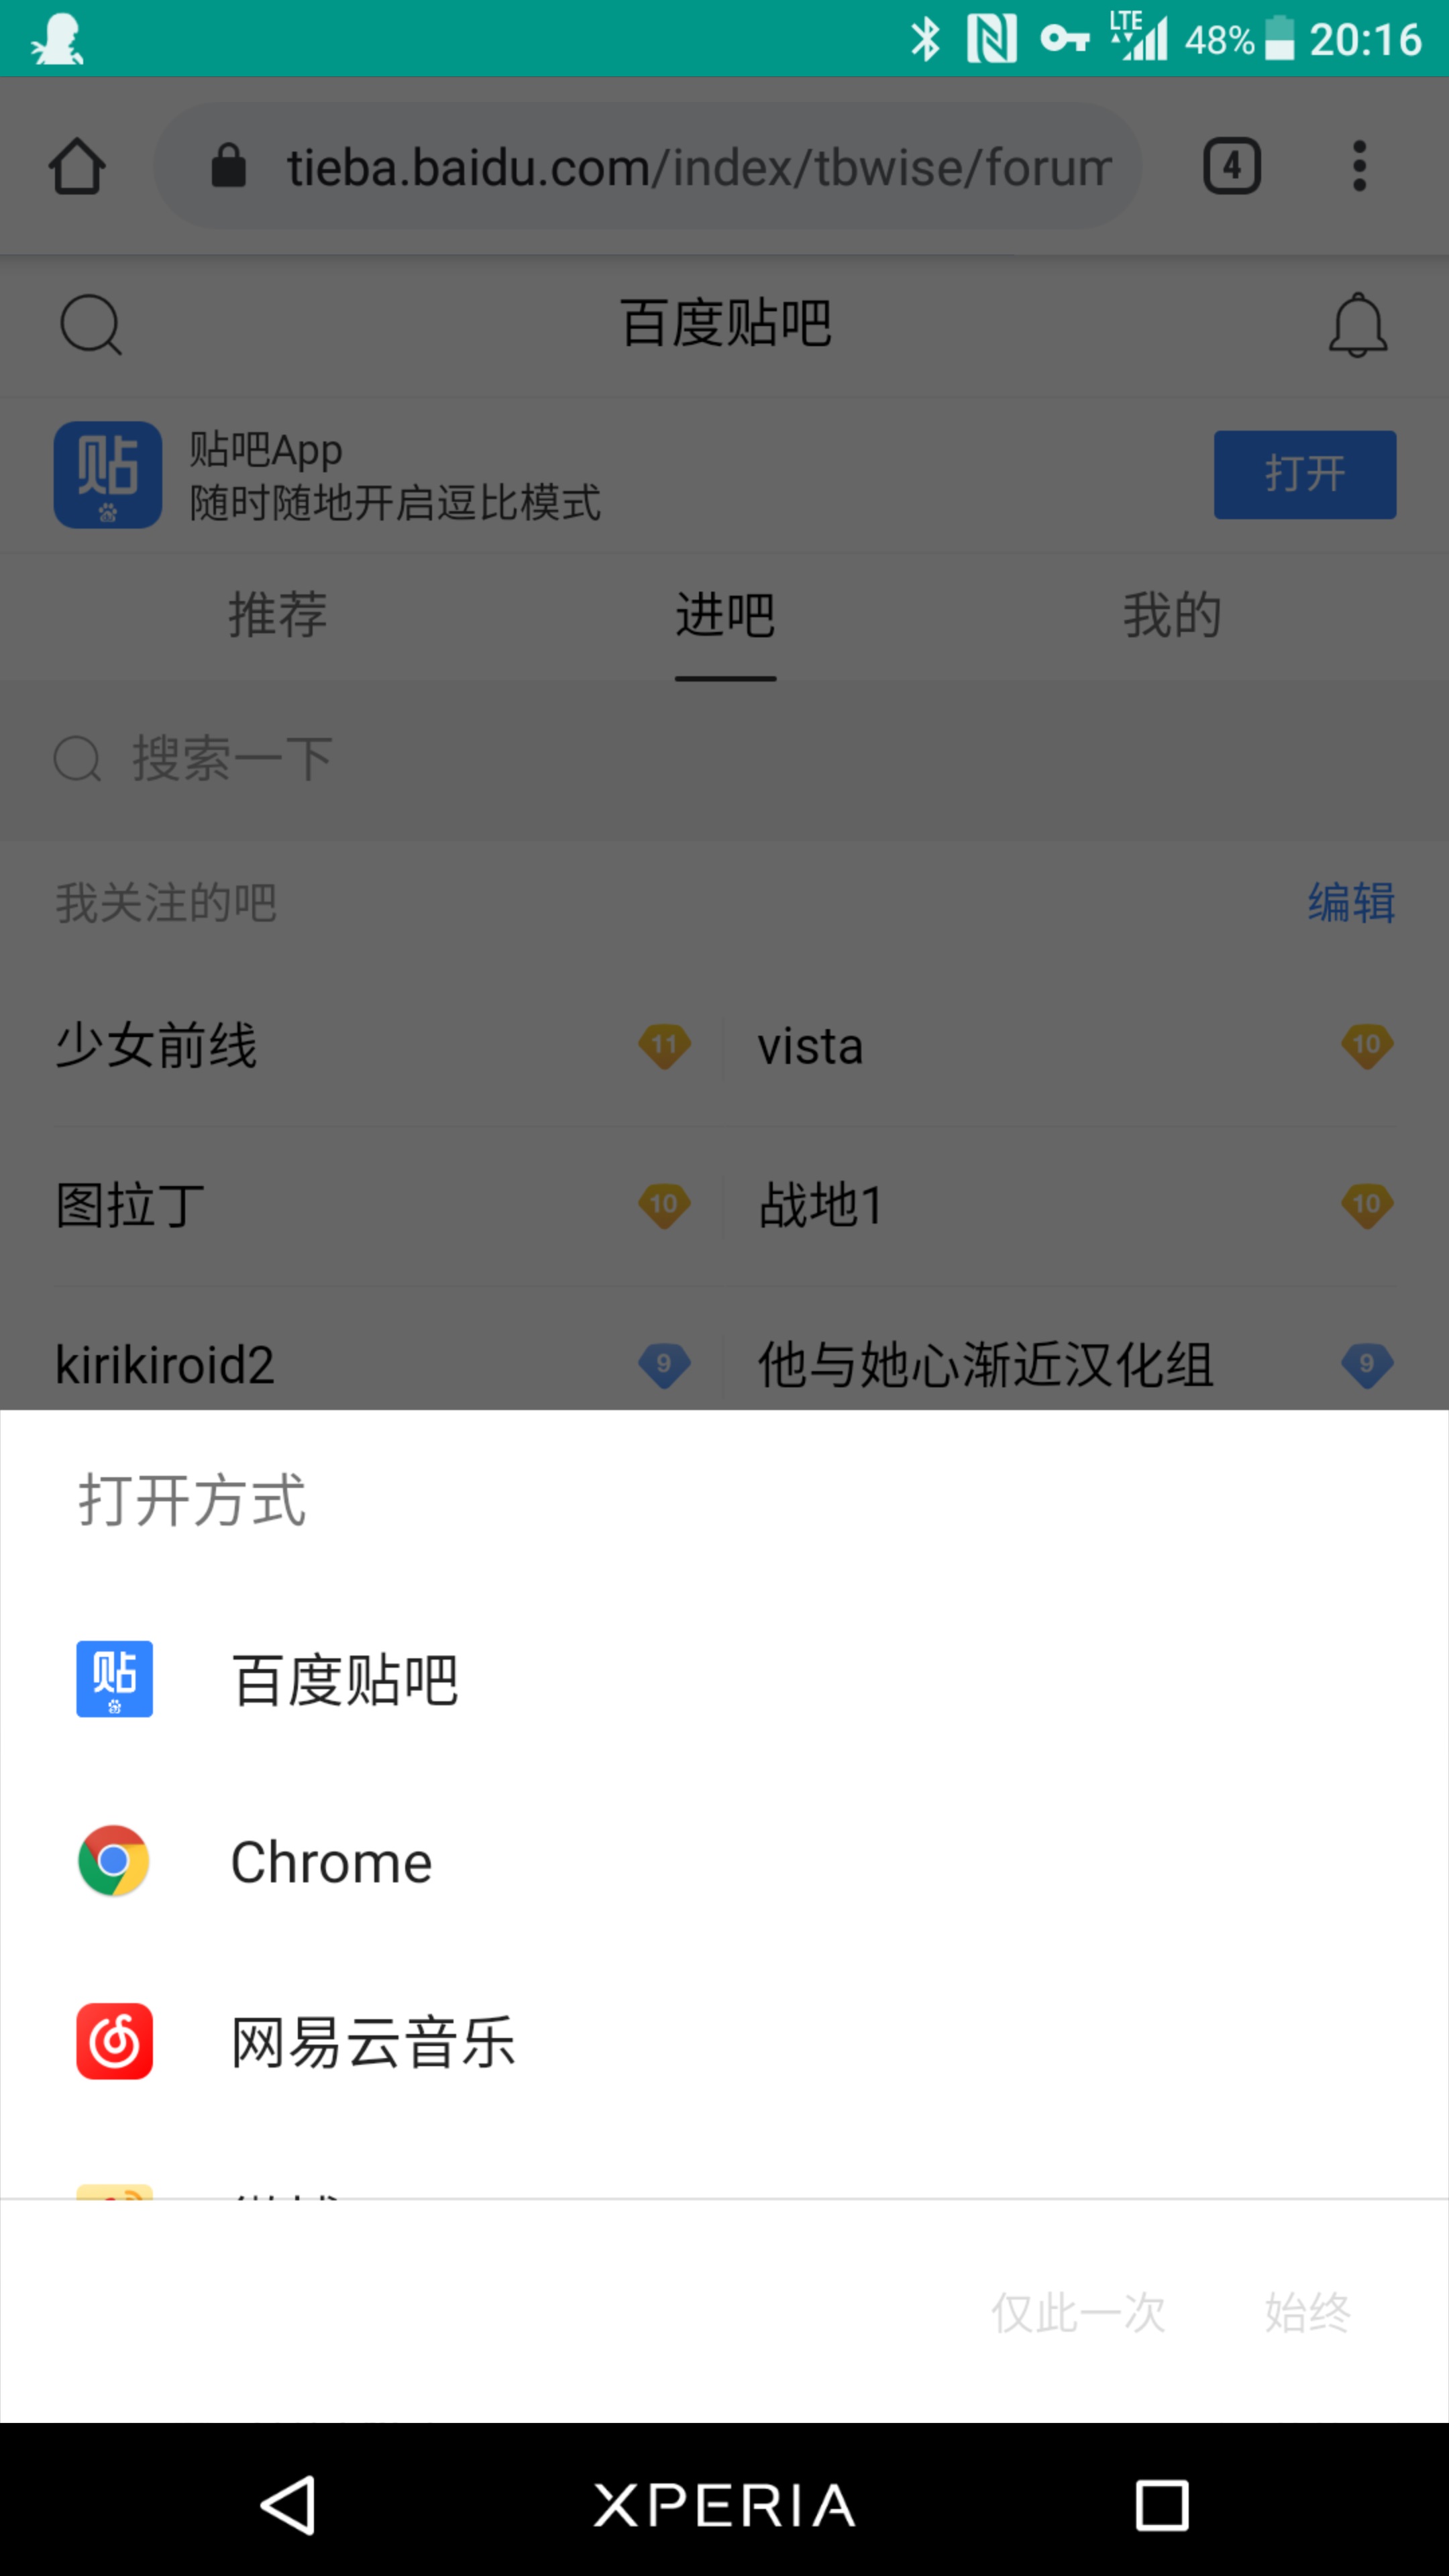 LTE 48% 20:16
tieba.baidu.com/index/tbwise/forum
4
百度贴吧
贴
贴吧App
随时随地开启逗比模式
打开
推荐 进吧 我的
搜索一下
我关注的吧 编辑
少女前线 11 vista 10
图拉丁 10 战地1 10
kirikiroid2 9 他与她心渐近汉化组 9
打开方式
贴 百度贴吧
Chrome
网易云音乐
仅此一次 始终
XPERIA